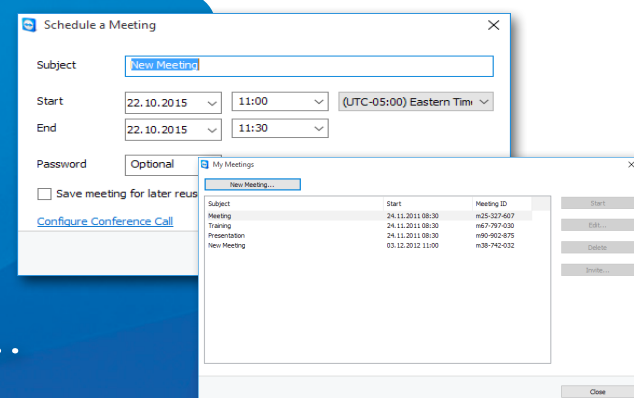 Schedule a Meeting
Subject New Meeting
Start 22.10.2015 11:00 (UTC-05:00) Eastern Tim
End 22.10.2015 11:30
Password Optional
Save meeting for later reus
Configure Conference Call
My Meetings
New Meeting...
Subject Start Meeting ID
Meeting 24.11.2011 08:30 m25-327-607
Training 24.11.2011 08:30 m67-797-030
Presentation 24.11.2011 08:30 m90-902-875
New Meeting 03.12.2012 11:00 m38-742-032
Start
Edit...
Delete
Invite...
Close